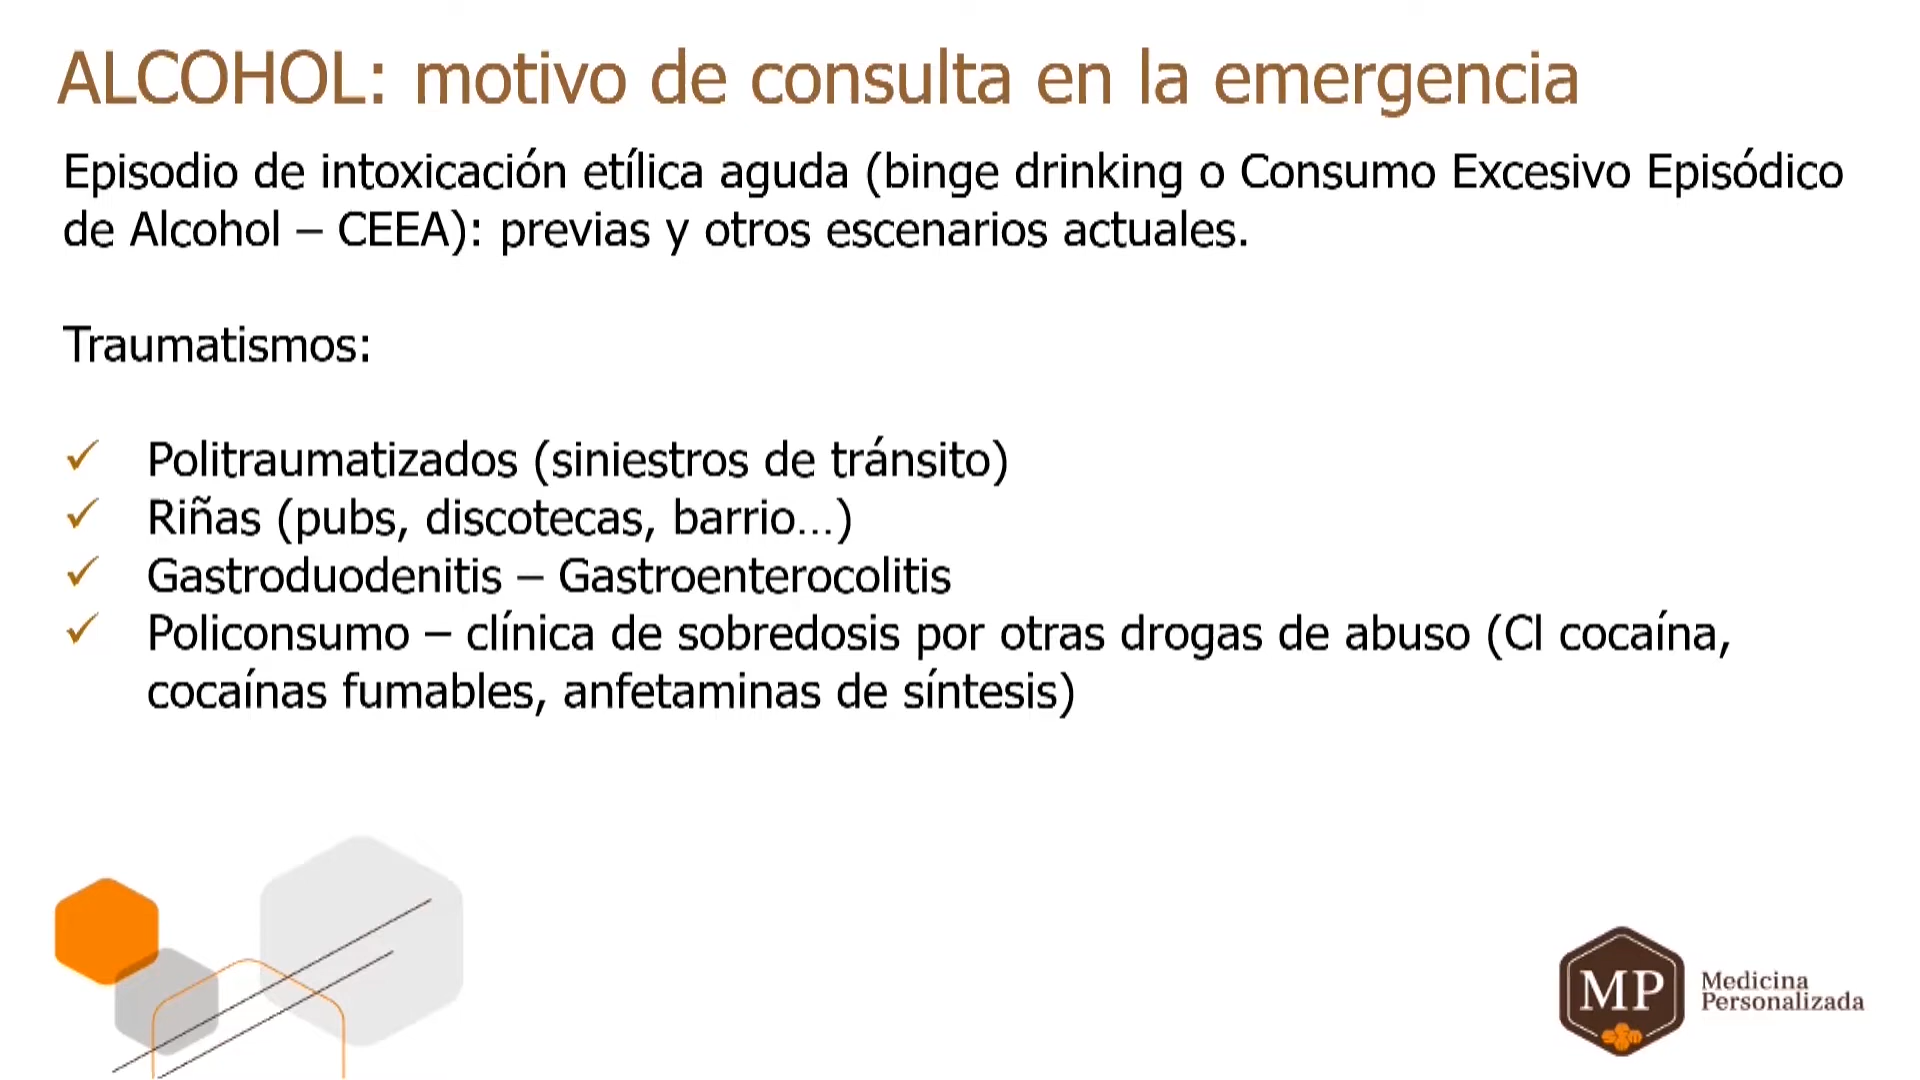 ALCOHOL: motivo de consulta en la emergencia
Episodio de intoxicación etílica aguda (binge drinking o Consumo Excesivo Episódico
de Alcohol – CEEA): previas y otros escenarios actuales.
Traumatismos:
✓ Politraumatizados (siniestros de tránsito)
✓ Riñas (pubs, discotecas, barrio...)
✓ Gastroduodenitis – Gastroenterocolitis
✓ Policonsumo – clínica de sobredosis por otras drogas de abuso (Cl cocaína,
cocaínas fumables, anfetaminas de síntesis)
MP
Medicina
Personalizada